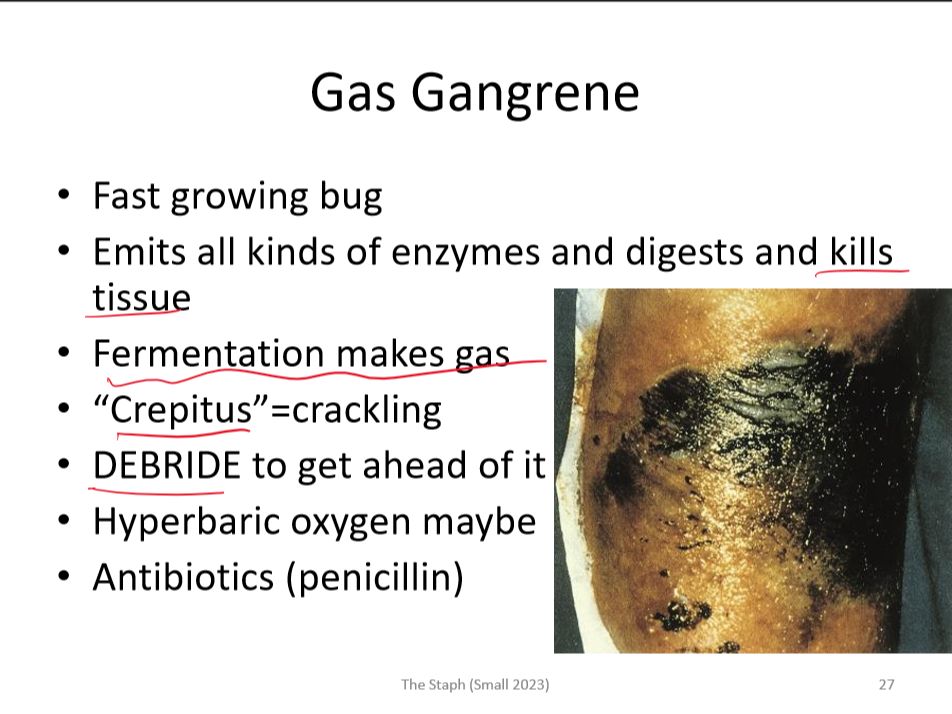 Gas Gangrene
• Fast growing bug
• Emits all kinds of enzymes and digests and kills
tissue
• Fermentation makes gas
• “Crepitus”=crackling
• DEBRIDE to get ahead of it
• Hyperbaric oxygen maybe
• Antibiotics (penicillin)
The Staph (Small 2023)
27